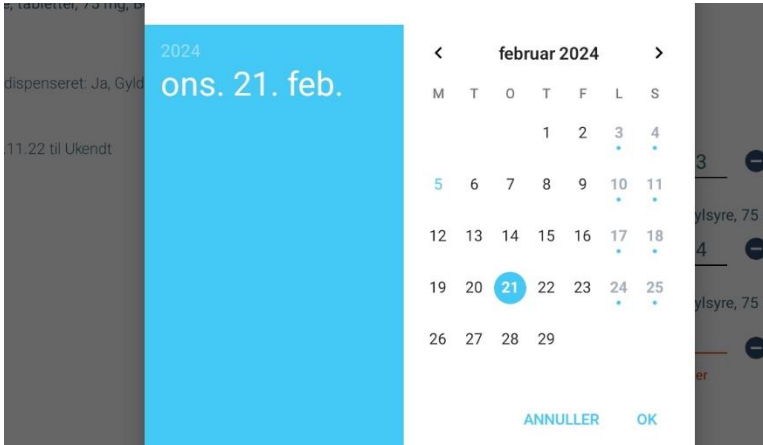 e, tabletter, 75 mg, B
dispenseret: Ja, Gyld
.11.22 til Ukendt
2024
ons. 21. feb.
februar 2024
M T O T F L S
1 2 3 4
5 6 7 8 9 10 11
12 13 14 15 16 17 18
19 20 21 22 23 24 25
26 27 28 29
ANNULLER OK
3
ylsyre, 75
4
ylsyre, 75
er